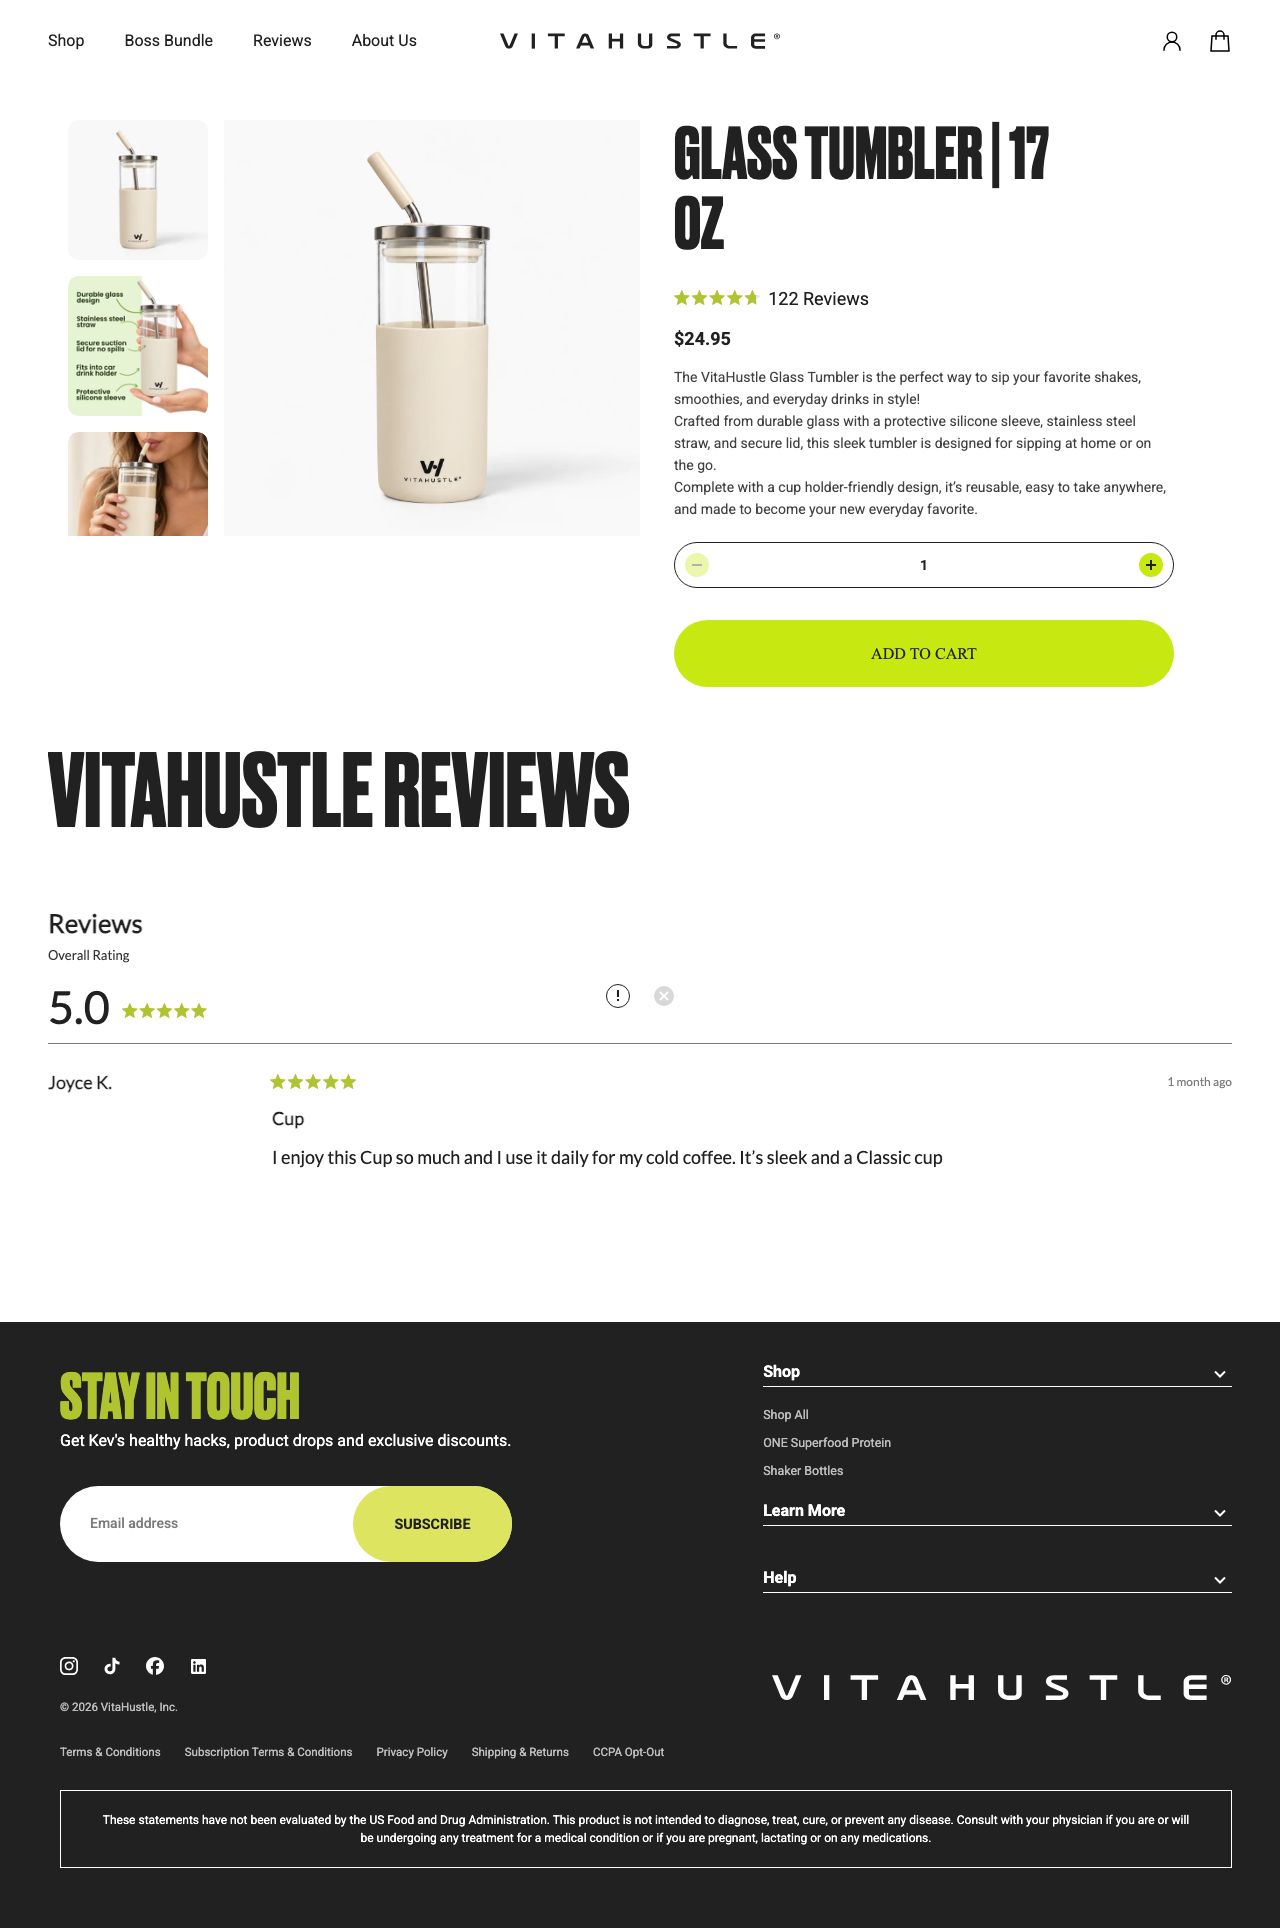 Shop
Boss Bundle
Reviews
About Us
VITAHUSTLE®
Durable glass
design
Stainless steel
straw
Secure suction
lid for no spills
Fits into car
drink holder
Protective
silicone sleeve
VITAHUSTLE®
GLASS TUMBLER | 17
OZ
122 Reviews
$24.95
The VitaHustle Glass Tumbler is the perfect way to sip your favorite shakes,
smoothies, and everyday drinks in style!
Crafted from durable glass with a protective silicone sleeve, stainless steel
straw, and secure lid, this sleek tumbler is designed for sipping at home or on
the go.
Complete with a cup holder-friendly design, it’s reusable, easy to take anywhere,
and made to become your new everyday favorite.
1
ADD TO CART
VITAHUSTLE REVIEWS
Reviews
Overall Rating
5.0
Joyce K.
1 month ago
Cup
I enjoy this Cup so much and I use it daily for my cold coffee. It’s sleek and a Classic cup
STAY IN TOUCH
Get Kev's healthy hacks, product drops and exclusive discounts.
Email address
SUBSCRIBE
Shop
Shop All
ONE Superfood Protein
Shaker Bottles
Learn More
Help
© 2026 VitaHustle, Inc.
VITAHUSTLE®
Terms & Conditions
Subscription Terms & Conditions
Privacy Policy
Shipping & Returns
CCPA Opt-Out
These statements have not been evaluated by the US Food and Drug Administration. This product is not intended to diagnose, treat, cure, or prevent any disease. Consult with your physician if you are or will
be undergoing any treatment for a medical condition or if you are pregnant, lactating or on any medications.